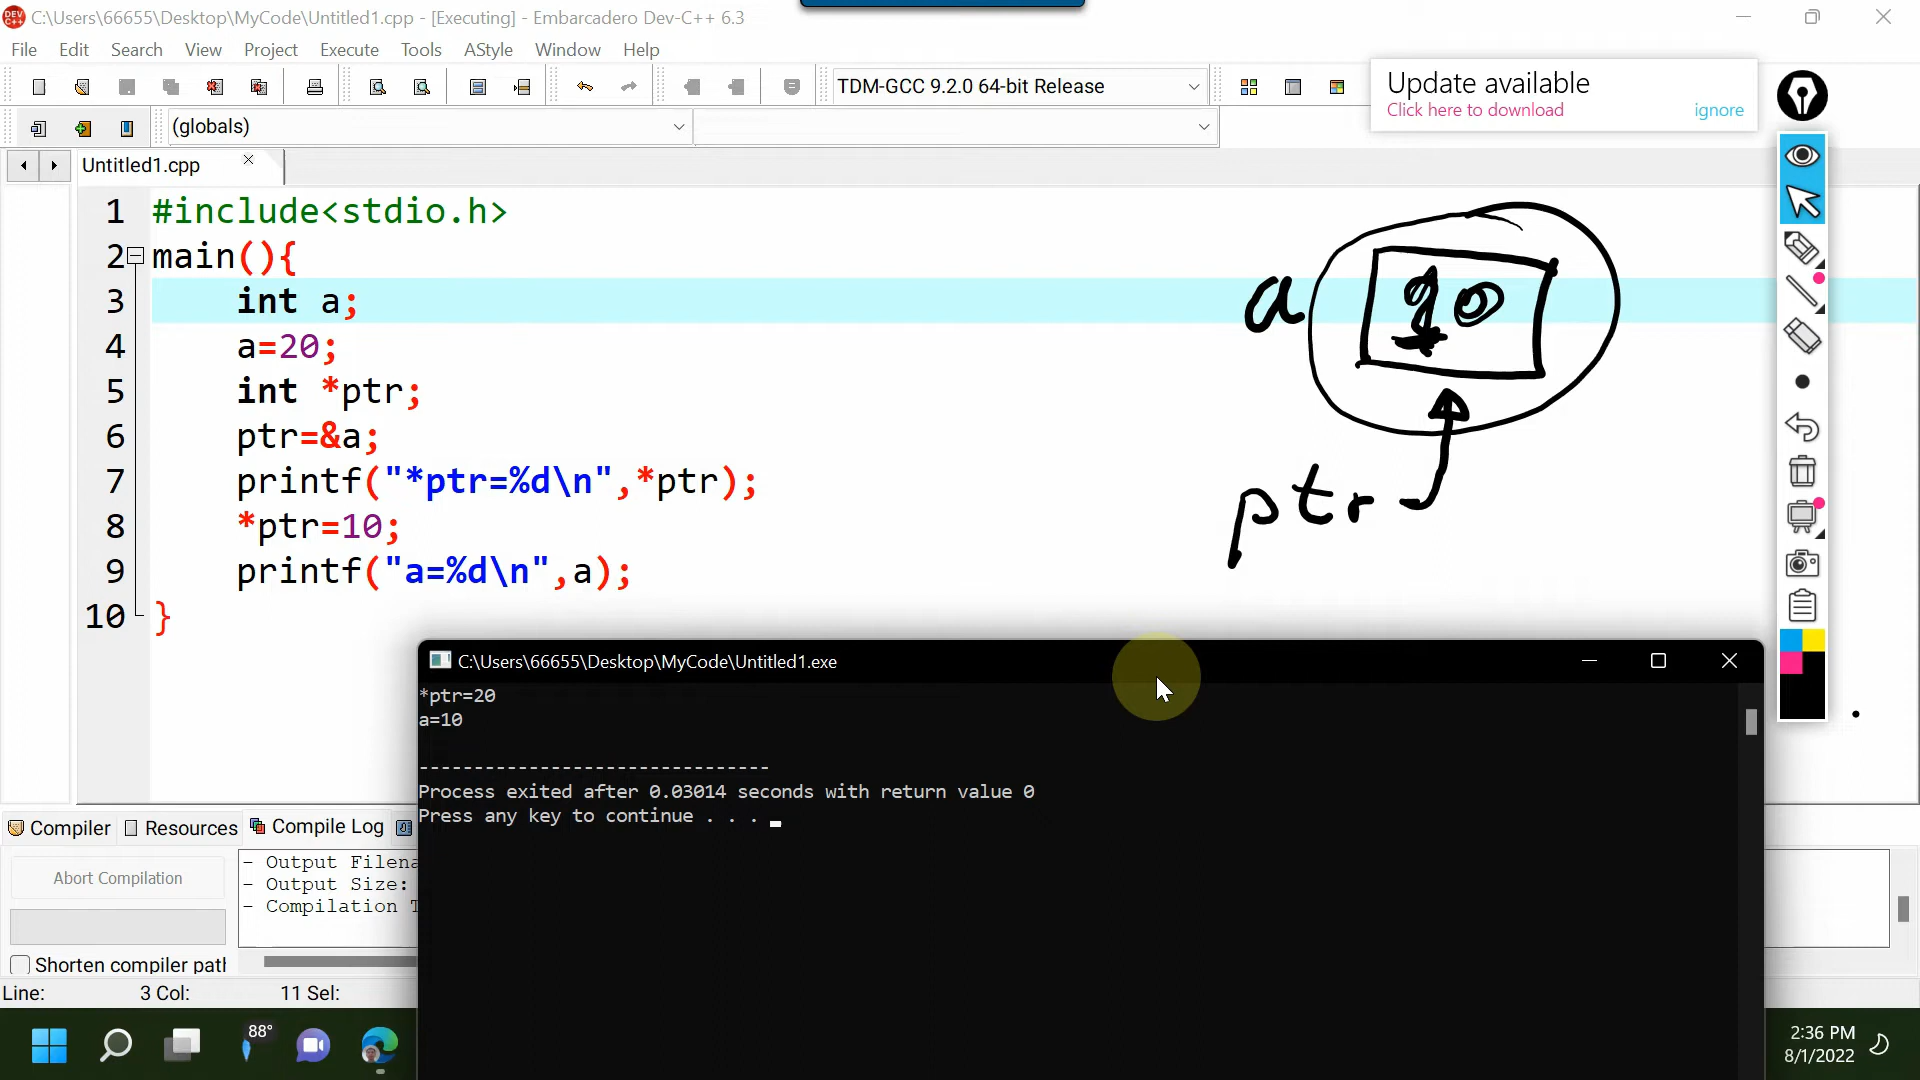 C:\Users\66655\Desktop\MyCode\Untitled1.cpp - [Executing] - Embarcadero Dev-C++ 6.3
File Edit Search View Project Execute Tools AStyle Window Help
TDM-GCC 9.2.0 64-bit Release
Update available
Click here to download ignore
(globals)
Untitled1.cpp
1 #include<stdio.h>
2 main(){
3 int a;
4 a=20;
5 int *ptr;
6 ptr=&a;
7 printf("*ptr=%d\n",*ptr);
8 *ptr=10;
9 printf("a=%d\n",a);
10 }
a 10
ptr
C:\Users\66655\Desktop\MyCode\Untitled1.exe
*ptr=20
a=10
--------------------------------
Process exited after 0.03014 seconds with return value 0
Press any key to continue . . .
Compiler Resources Compile Log
Abort Compilation
- Output Filena
- Output Size:
- Compilation T
Shorten compiler path
Line: 3 Col: 11 Sel:
88°
2:36 PM
8/1/2022